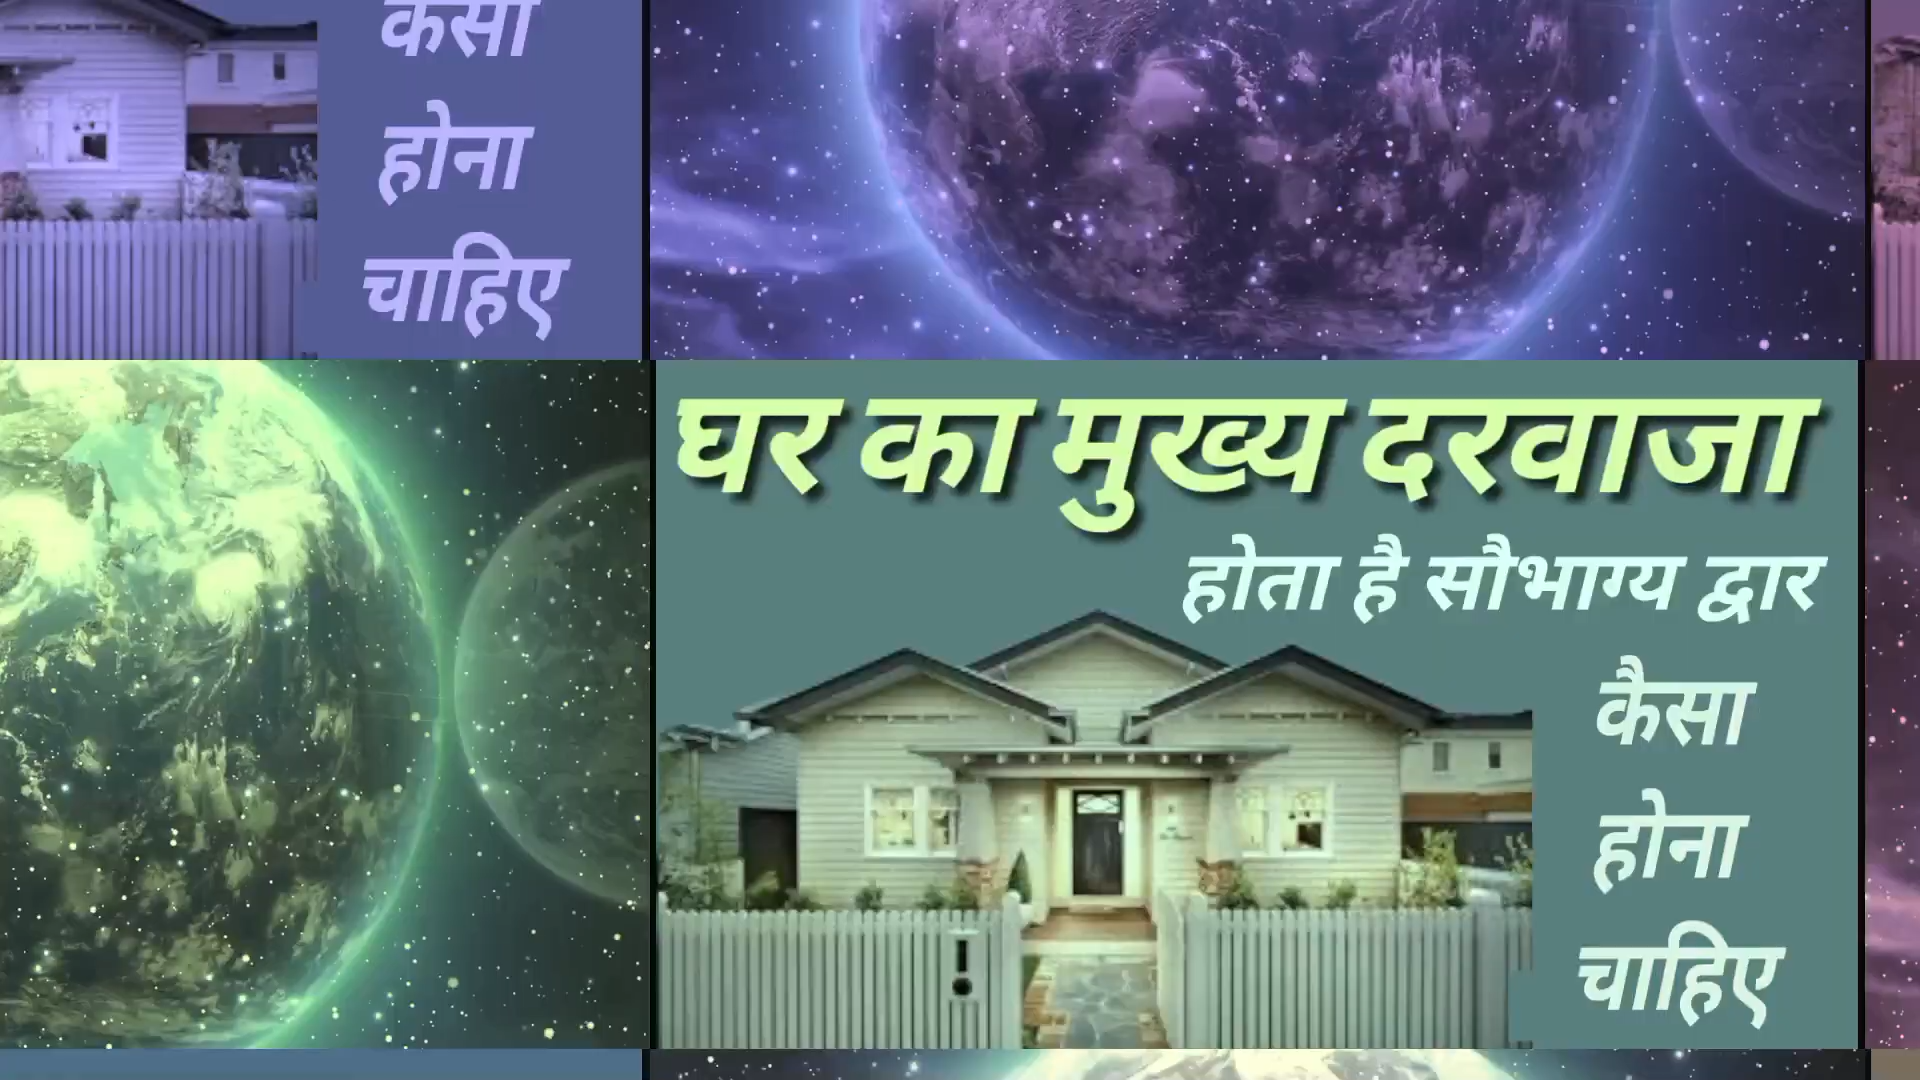 होना
चाहिए
घर का मुख्य दरवाजा
होता है सौभाग्य द्वार
कैसा
होना
चाहिए